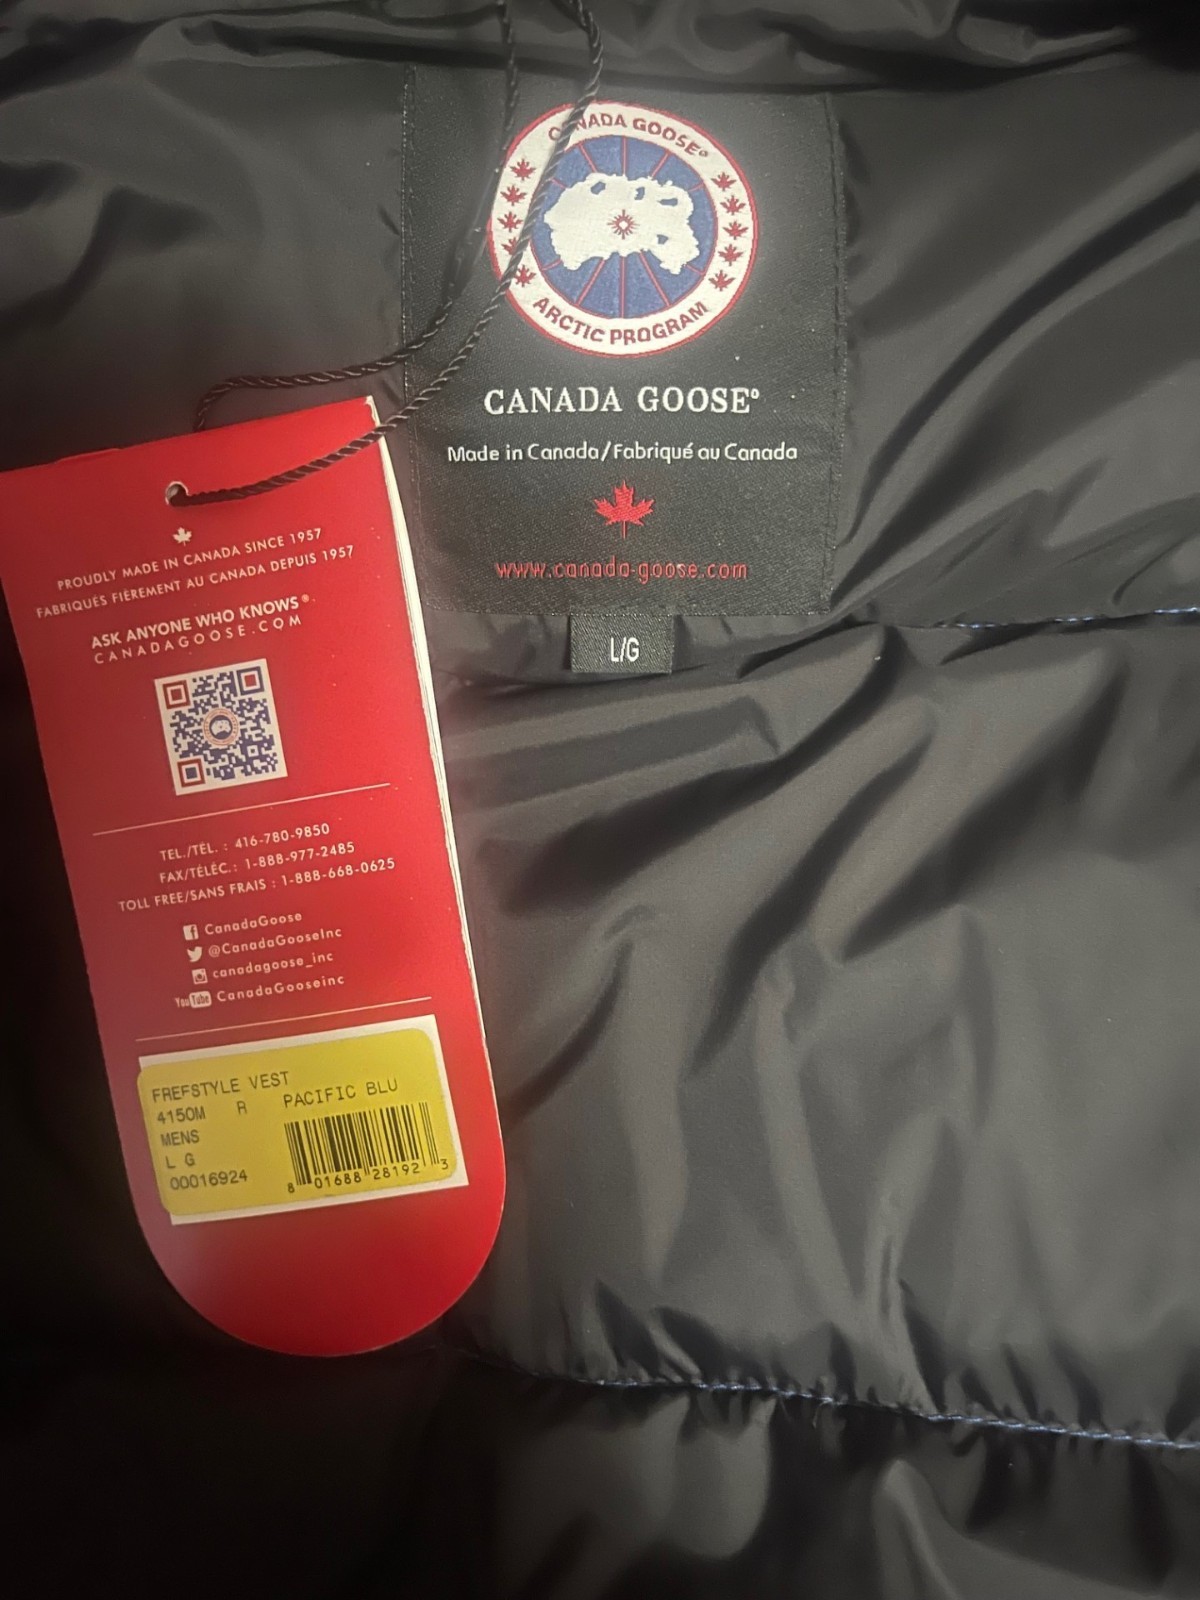 CANADA GOOSE®
ARCTIC PROGRAM
CANADA GOOSE®
Made in Canada/Fabriqué au Canada
www.canada-goose.com
L/G
PROUDLY MADE IN CANADA SINCE 1957
FABRIQUÉS FIÈREMENT AU CANADA DEPUIS 1957
ASK ANYONE WHO KNOWS®.
CANADAGOOSE.COM
TEL./TÉL. : 416-780-9850
FAX/TÉLÉC.: 1-888-977-2485
TOLL FREE/SANS FRAIS : 1-888-668-0625
f CanadaGoose
@CanadaGooseInc
canadagoose_inc
YouTube CanadaGooseinc
FREFSTYLE VEST
4150M R PACIFIC BLU
MENS
L G
00016924
8 01688 28192 3